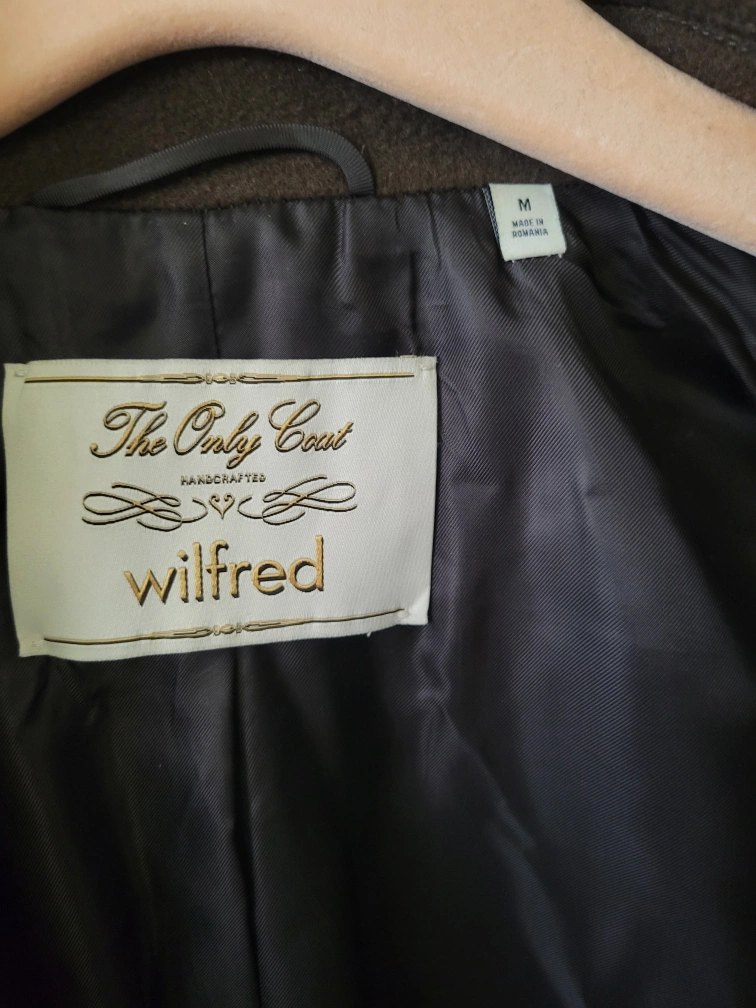 M
MADE IN
ROMANIA
The Only Coat
HANDCRAFTED
wilfred